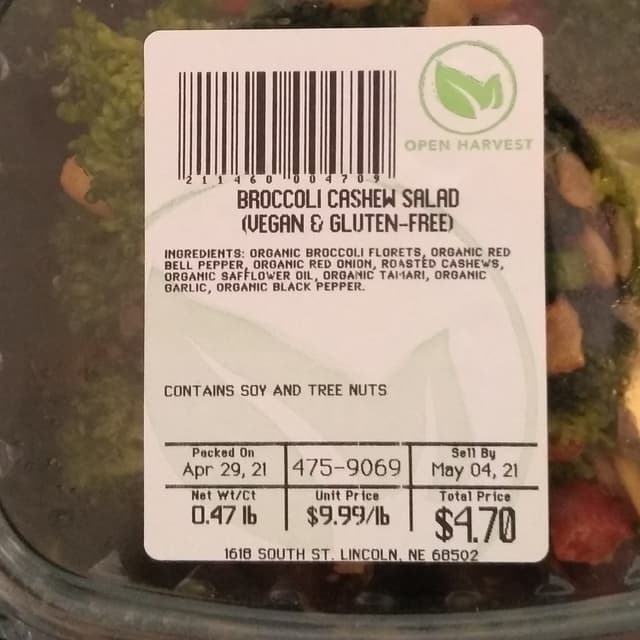 OPEN HARVEST
211460 004709
BROCCOLI CASHEW SALAD
(VEGAN & GLUTEN-FREE)
INGREDIENTS: ORGANIC BROCCOLI FLORETS, ORGANIC RED
BELL PEPPER, ORGANIC RED ONION, ROASTED CASHEWS,
ORGANIC SAFFLOWER OIL, ORGANIC TAMARI, ORGANIC
GARLIC, ORGANIC BLACK PEPPER.
CONTAINS SOY AND TREE NUTS
Packed On
Apr 29, 21
475-9069
Sell By
May 04, 21
Net Wt/Ct
0.47 lb
Unit Price
$9.99/lb
Total Price
$4.70
1618 SOUTH ST. LINCOLN, NE 68502